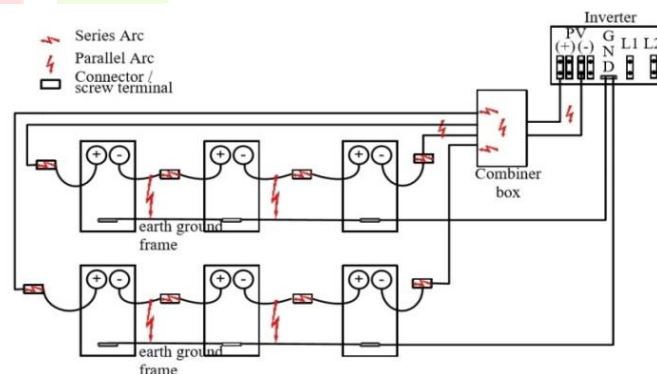 Inverter
PV
(+) (-)
G
N
D
L1 L2
Series Arc
Parallel Arc
Connector /
screw terminal
Combiner
box
+ - + - + -
earth ground
frame
+ - + - + -
earth ground
frame